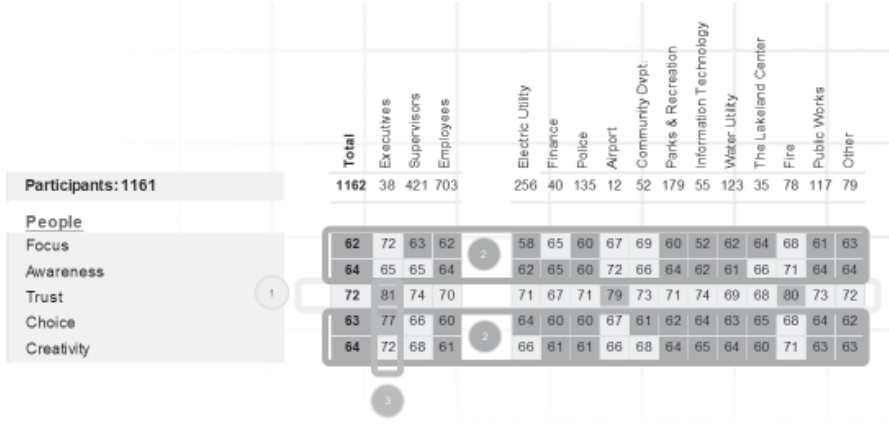 Total
Executives
Supervisors
Employees
Electric Utility
Finance
Police
Airport
Community Dvpt.
Parks & Recreation
Information Technology
Water Utility
The Lakeland Center
Fire
Public Works
Other
Participants: 1161 1162 38 421 703 256 40 135 12 52 179 55 123 35 78 117 79
People
Focus 62 72 63 62 58 65 60 67 69 60 52 62 64 68 61 63
2
Awareness 64 65 65 64 62 65 60 72 66 64 62 61 66 71 64 64
1 Trust 72 81 74 70 71 67 71 79 73 71 74 69 68 80 73 72
Choice 63 77 66 60 64 60 60 67 61 62 64 63 65 68 64 62
2
Creativity 64 72 68 61 66 61 61 66 68 64 65 64 60 71 63 63
3